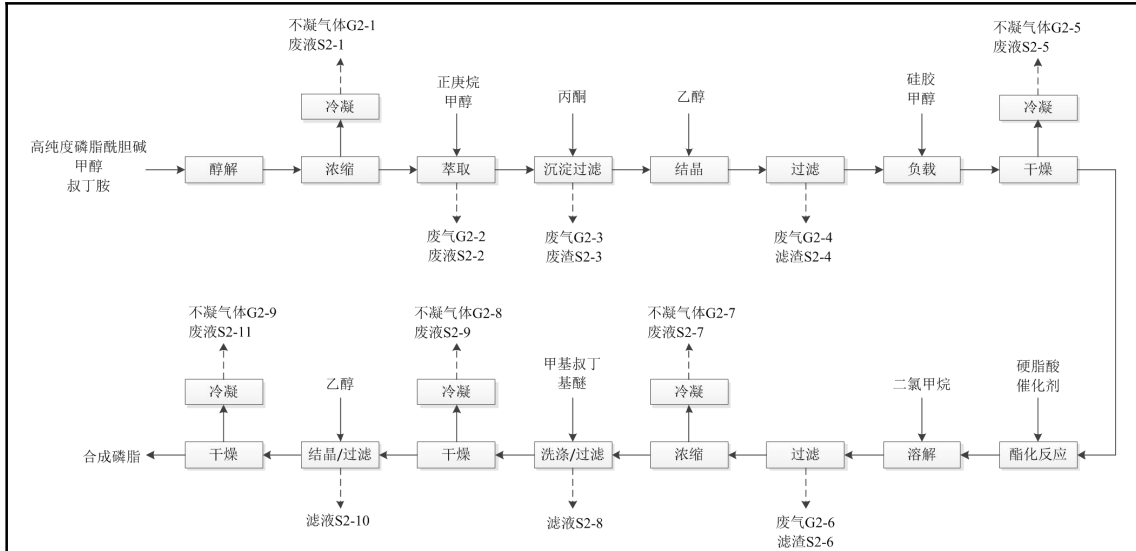 不凝气体G2-1
废液S2-1
不凝气体G2-5
废液S2-5
正庚烷
甲醇
丙酮
乙醇
硅胶
甲醇
冷凝
冷凝
高纯度磷脂酰胆碱
甲醇
叔丁胺
醇解
浓缩
萃取
沉淀过滤
结晶
过滤
负载
干燥
废气G2-2
废液S2-2
废气G2-3
废渣S2-3
废气G2-4
滤渣S2-4
不凝气体G2-9
废液S2-11
不凝气体G2-8
废液S2-9
不凝气体G2-7
废液S2-7
甲基叔丁
基醚
硬脂酸
催化剂
冷凝
乙醇
冷凝
冷凝
二氯甲烷
合成磷脂
干燥
结晶/过滤
干燥
洗涤/过滤
浓缩
过滤
溶解
酯化反应
滤液S2-10
滤液S2-8
废气G2-6
滤渣S2-6